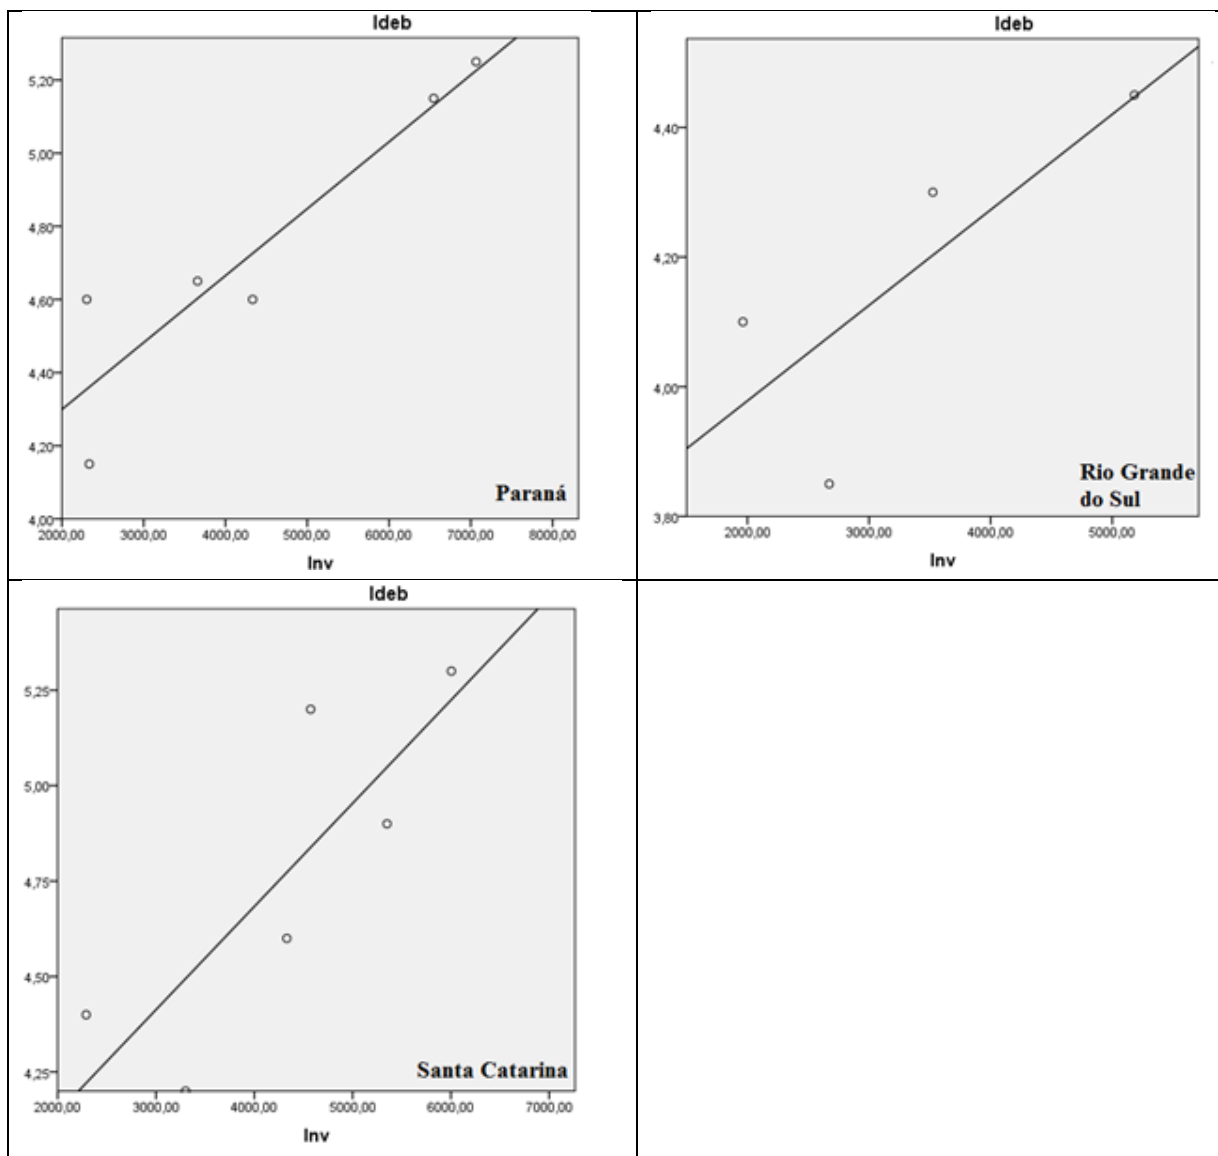 Ideb
5,20
5,00
4,80
4,60
4,40
4,20
4,00
2000,00 3000,00 4000,00 5000,00 6000,00 7000,00 8000,00
Inv
Paraná
Ideb
4,40
4,20
4,00
3,80
2000,00 3000,00 4000,00 5000,00
Inv
Rio Grande
do Sul
Ideb
5,25
5,00
4,75
4,50
4,25
2000,00 3000,00 4000,00 5000,00 6000,00 7000,00
Inv
Santa Catarina